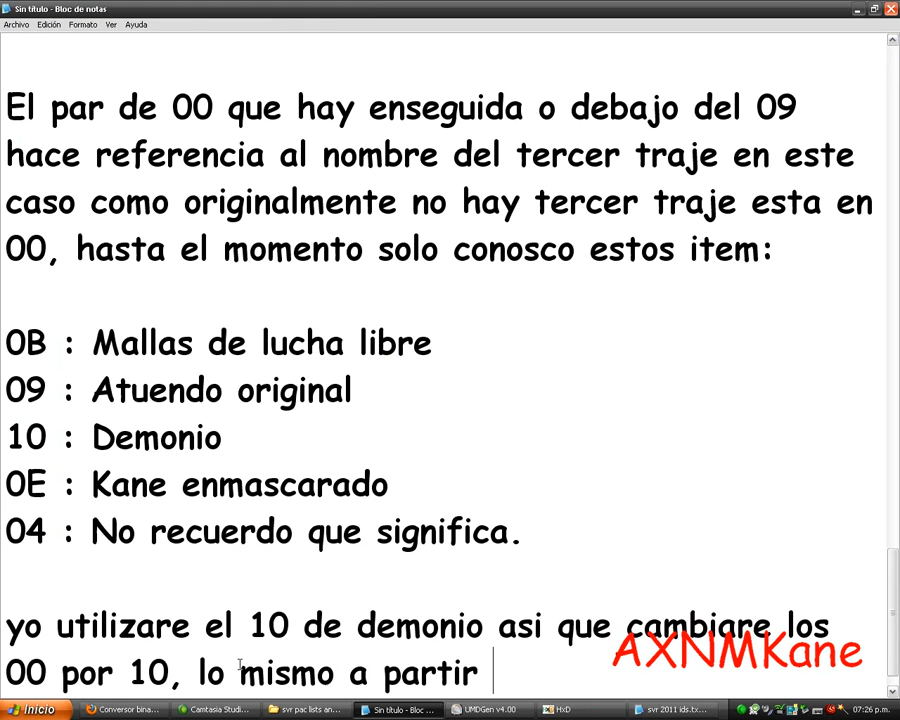 Sin título - Bloc de notas
Archivo Edición Formato Ver Ayuda
El par de 00 que hay enseguida o debajo del 09
hace referencia al nombre del tercer traje en este
caso como originalmente no hay tercer traje esta en
00, hasta el momento solo conosco estos item:
0B : Mallas de lucha libre
09 : Atuendo original
10 : Demonio
0E : Kane enmascarado
04 : No recuerdo que significa.
yo utilizare el 10 de demonio asi que cambiare los
00 por 10, lo mismo a partir
AXNMKane
Inicio Conversor bina... Camtasia Studi... svr pac lists an... Sin título - Bloc ... UMDGen v4.00 HxD svr 2011 ids.tx... 07:26 p.m.